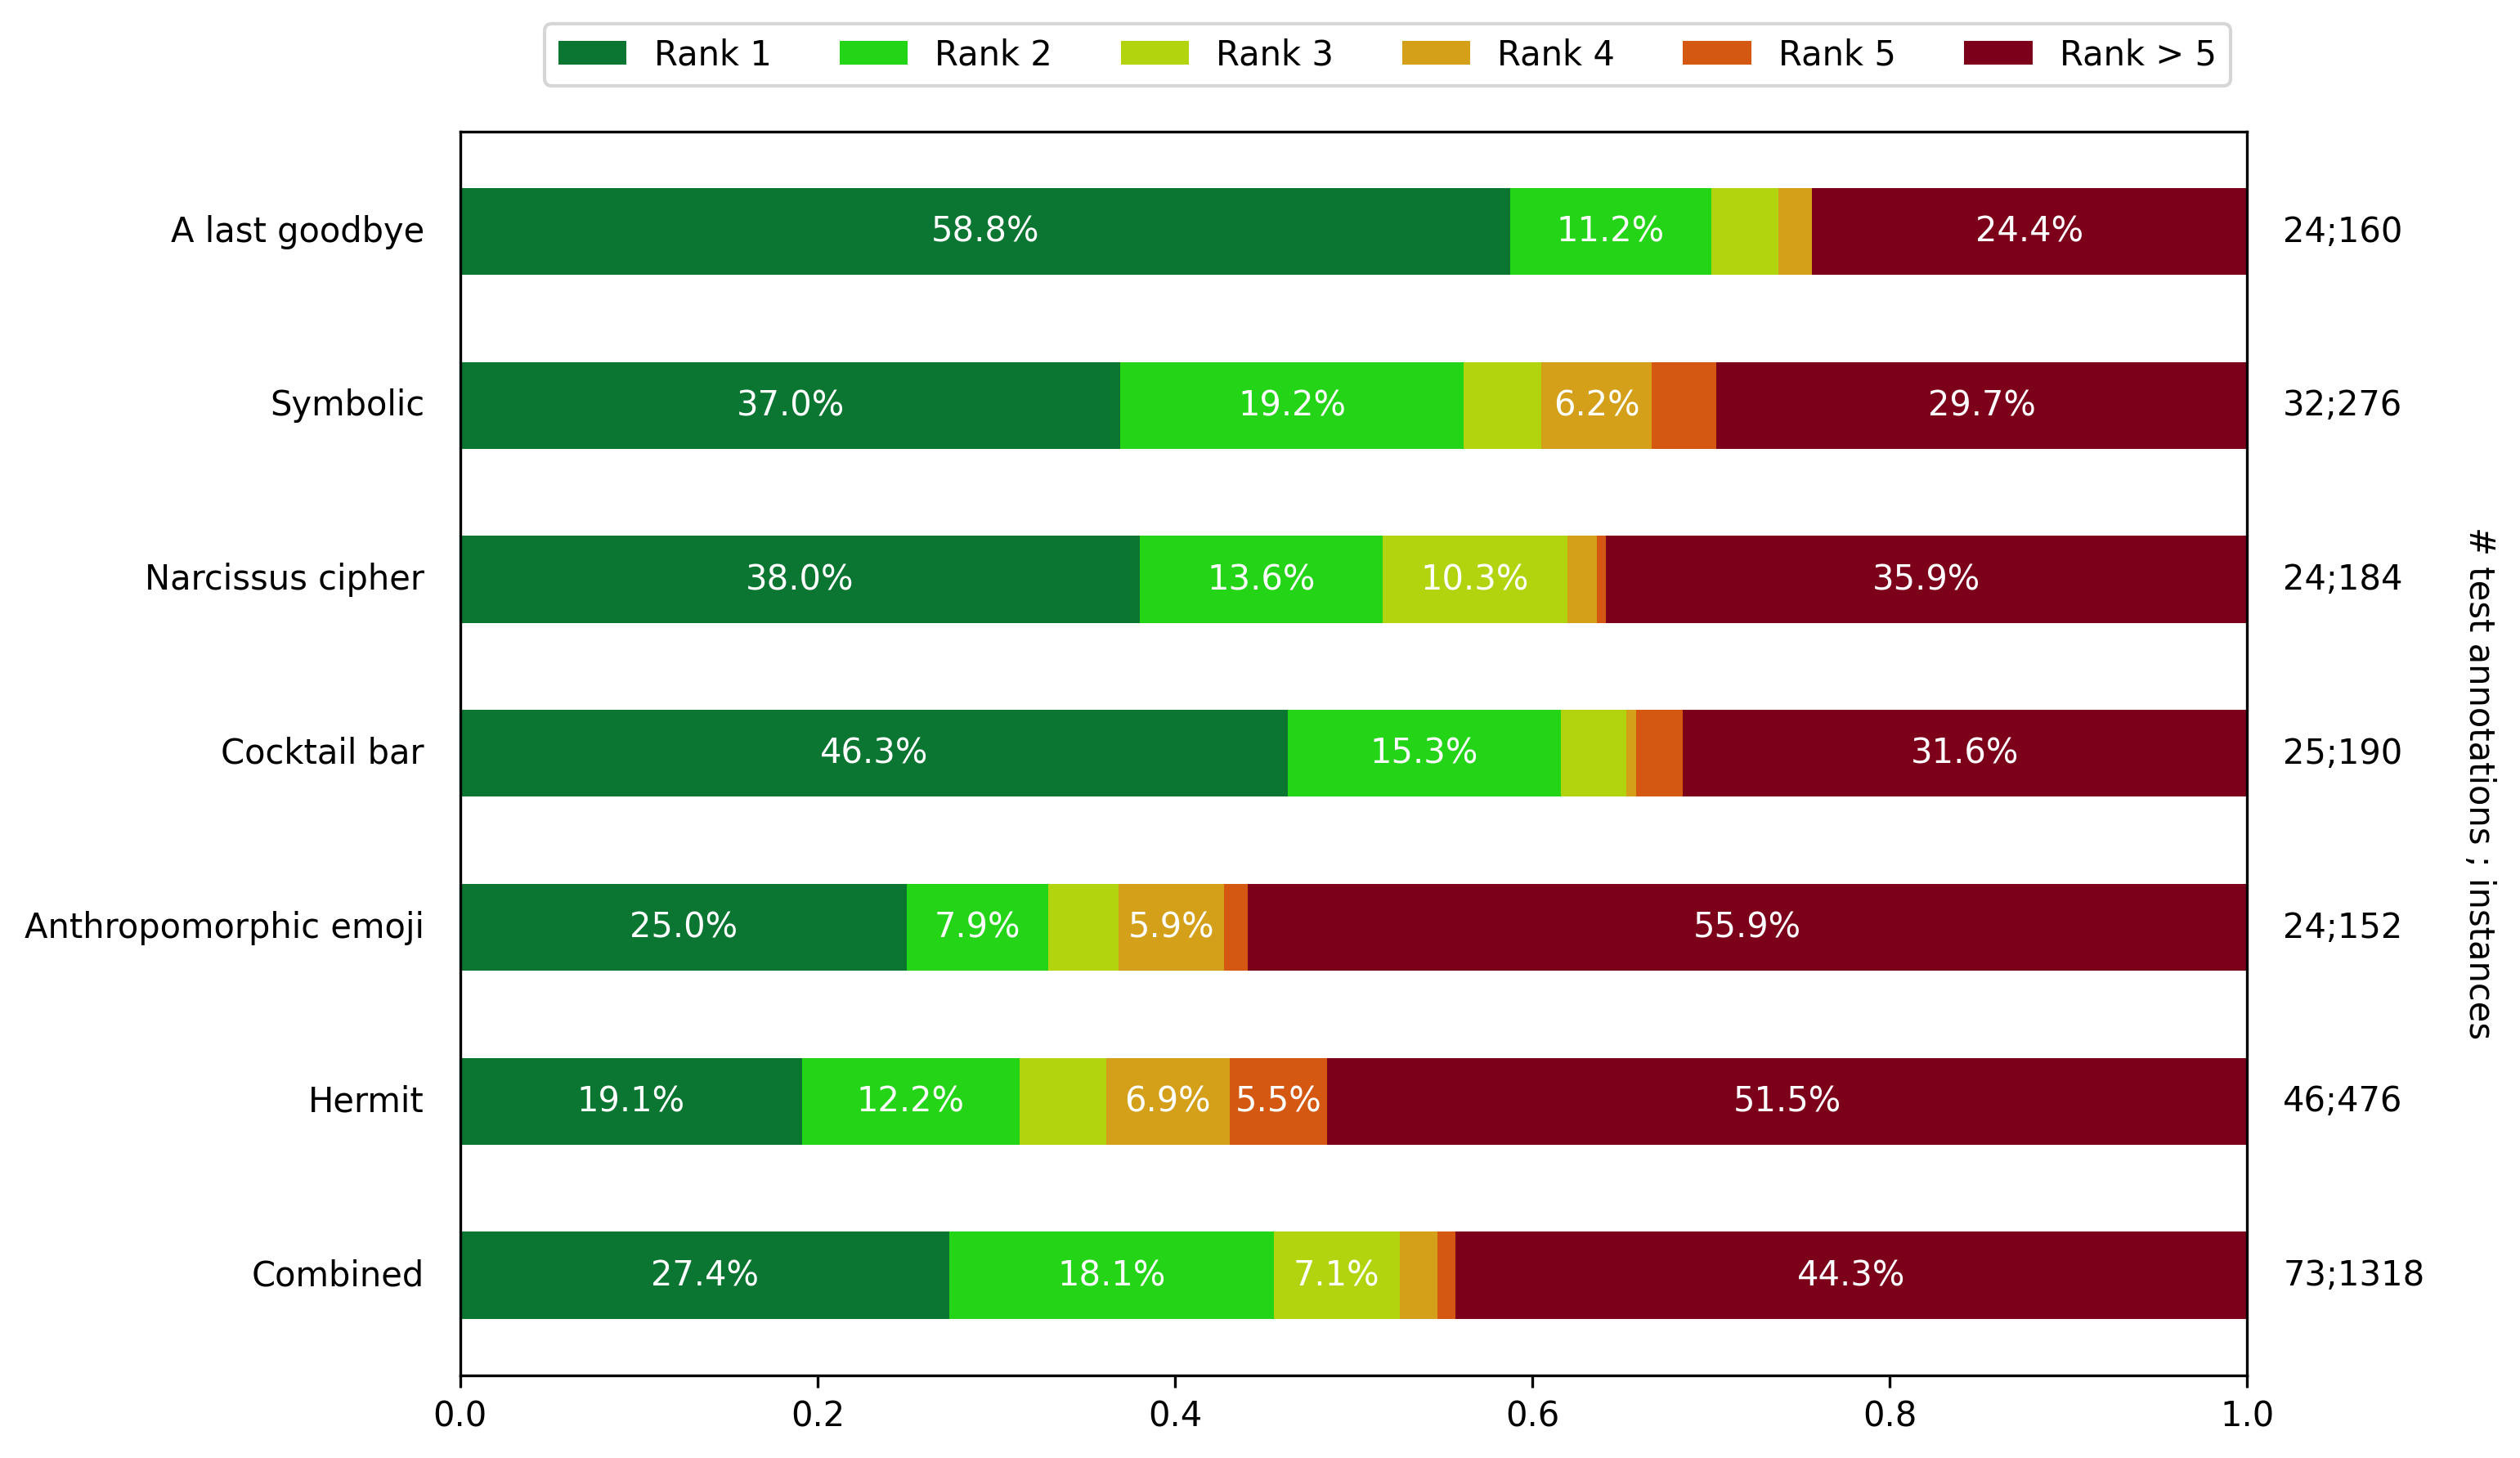 Rank 1 Rank 2 Rank 3 Rank 4 Rank 5 Rank > 5
A last goodbye 58.8% 11.2% 24.4% 24;160
Symbolic 37.0% 19.2% 6.2% 29.7% 32;276
Narcissus cipher 38.0% 13.6% 10.3% 35.9% 24;184
Cocktail bar 46.3% 15.3% 31.6% 25;190
Anthropomorphic emoji 25.0% 7.9% 5.9% 55.9% 24;152
Hermit 19.1% 12.2% 6.9% 5.5% 51.5% 46;476
Combined 27.4% 18.1% 7.1% 44.3% 73;1318
0.0 0.2 0.4 0.6 0.8 1.0
# test annotations ; instances